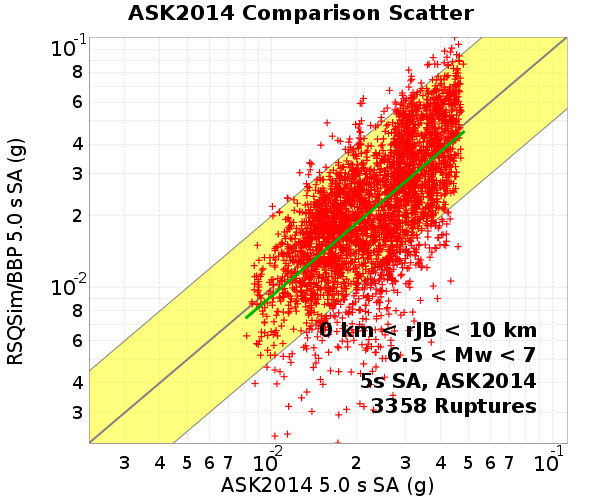 ASK2014 Comparison Scatter
RSQSim/BBP 5.0 s SA (g)
10-1
8
6
4
3
2
10-2
8
6
4
3
0 km < rJB < 10 km
6.5 < Mw < 7
5s SA, ASK2014
3358 Ruptures
3 4 5 6 7 10-2 2 3 4 5 6 7 10-1
ASK2014 5.0 s SA (g)